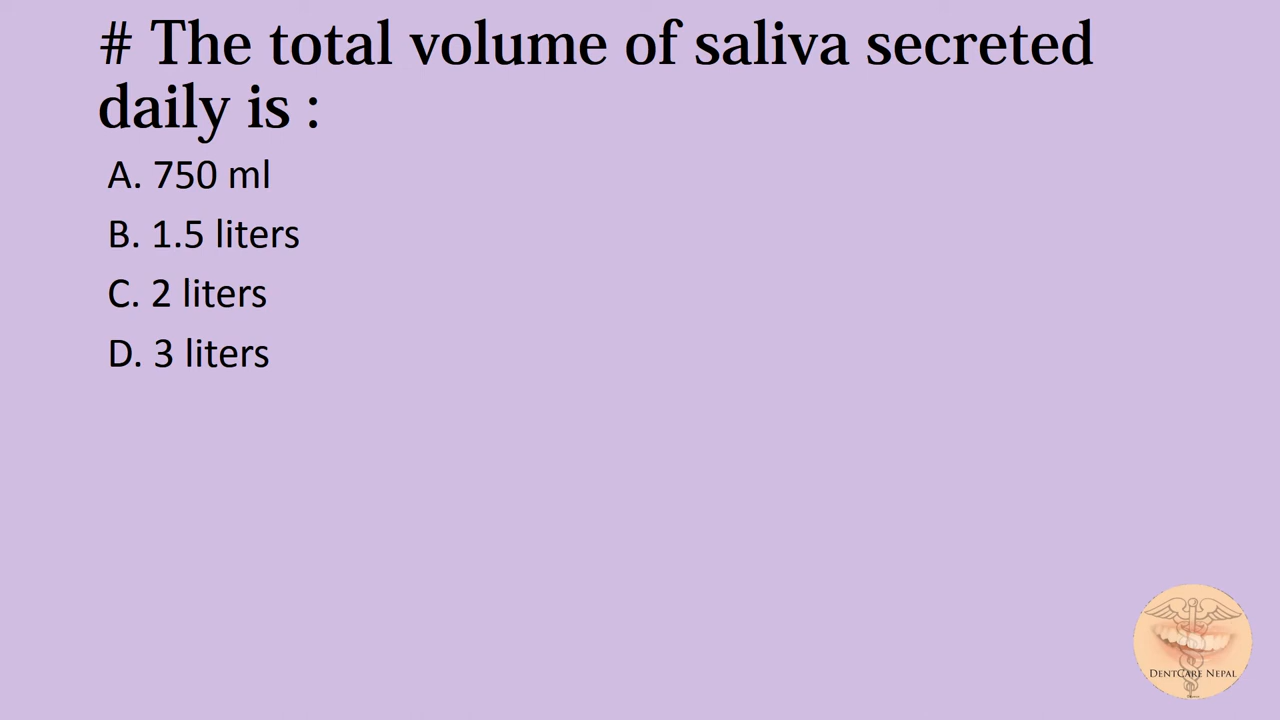 # The total volume of saliva secreted
daily is :
A. 750 ml
B. 1.5 liters
C. 2 liters
D. 3 liters
DENTCARE NEPAL